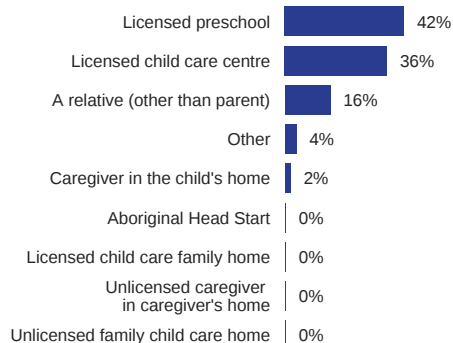 Licensed preschool 42%
Licensed child care centre 36%
A relative (other than parent) 16%
Other 4%
Caregiver in the child's home 2%
Aboriginal Head Start 0%
Licensed child care family home 0%
Unlicensed caregiver
in caregiver's home 0%
Unlicensed family child care home 0%